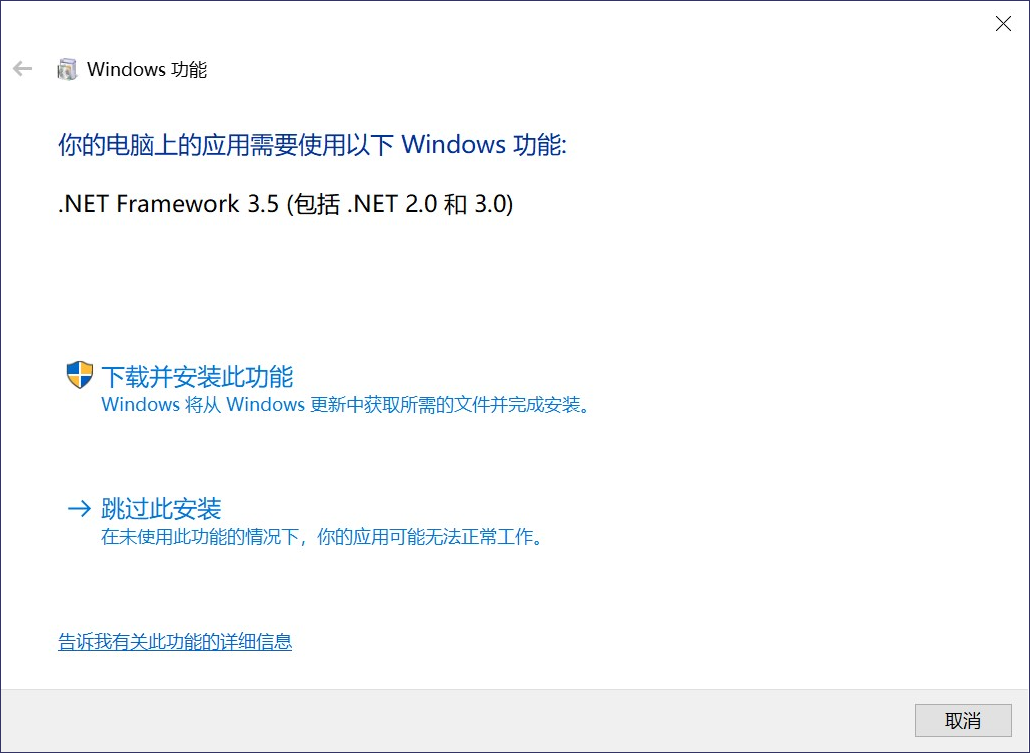 Windows 功能
你的电脑上的应用需要使用以下 Windows 功能:
.NET Framework 3.5 (包括 .NET 2.0 和 3.0)
下载并安装此功能
Windows 将从 Windows 更新中获取所需的文件并完成安装。
跳过此安装
在未使用此功能的情况下，你的应用可能无法正常工作。
告诉我有关此功能的详细信息
取消